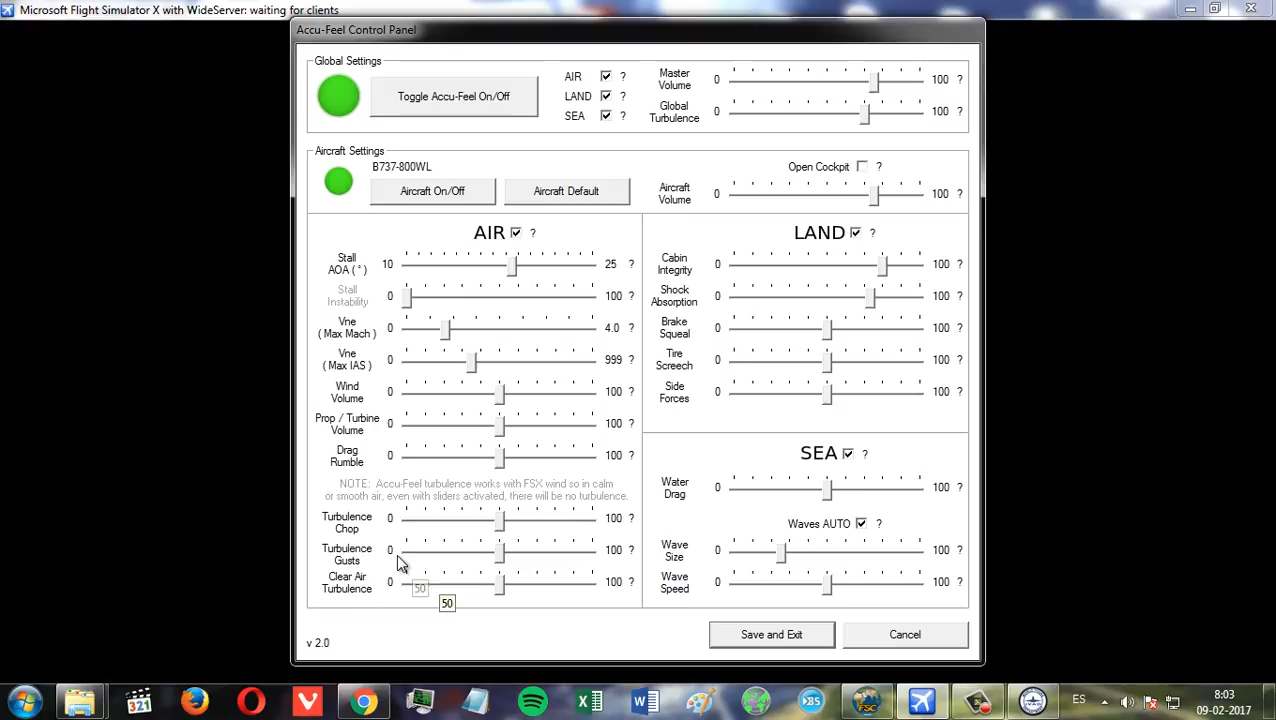 Microsoft Flight Simulator X with WideServer: waiting for clients
Accu-Feel Control Panel
Global Settings
Toggle Accu-Feel On/Off
AIR ?
LAND ?
SEA ?
Master Volume 0 100 ?
Global Turbulence 0 100 ?
Aircraft Settings
B737-800WL
Aircraft On/Off
Aircraft Default
Open Cockpit ?
Aircraft Volume 0 100 ?
AIR ?
Stall AOA ( ° ) 10 25 ?
Stall Instability 0 100 ?
Vne ( Max Mach ) 0 4.0 ?
Vne ( Max IAS ) 0 999 ?
Wind Volume 0 100 ?
Prop / Turbine Volume 0 100 ?
Drag Rumble 0 100 ?
NOTE: Accu-Feel turbulence works with FSX wind so in calm
or smooth air, even with sliders activated, there will be no turbulence.
Turbulence Chop 0 100 ?
Turbulence Gusts 0 100 ?
Clear Air Turbulence 0 100 ?
50
50
LAND ?
Cabin Integrity 0 100 ?
Shock Absorption 0 100 ?
Brake Squeal 0 100 ?
Tire Screech 0 100 ?
Side Forces 0 100 ?
SEA ?
Water Drag 0 100 ?
Waves AUTO ?
Wave Size 0 100 ?
Wave Speed 0 100 ?
v 2.0
Save and Exit
Cancel
321
FSC
ES
8:03
09-02-2017